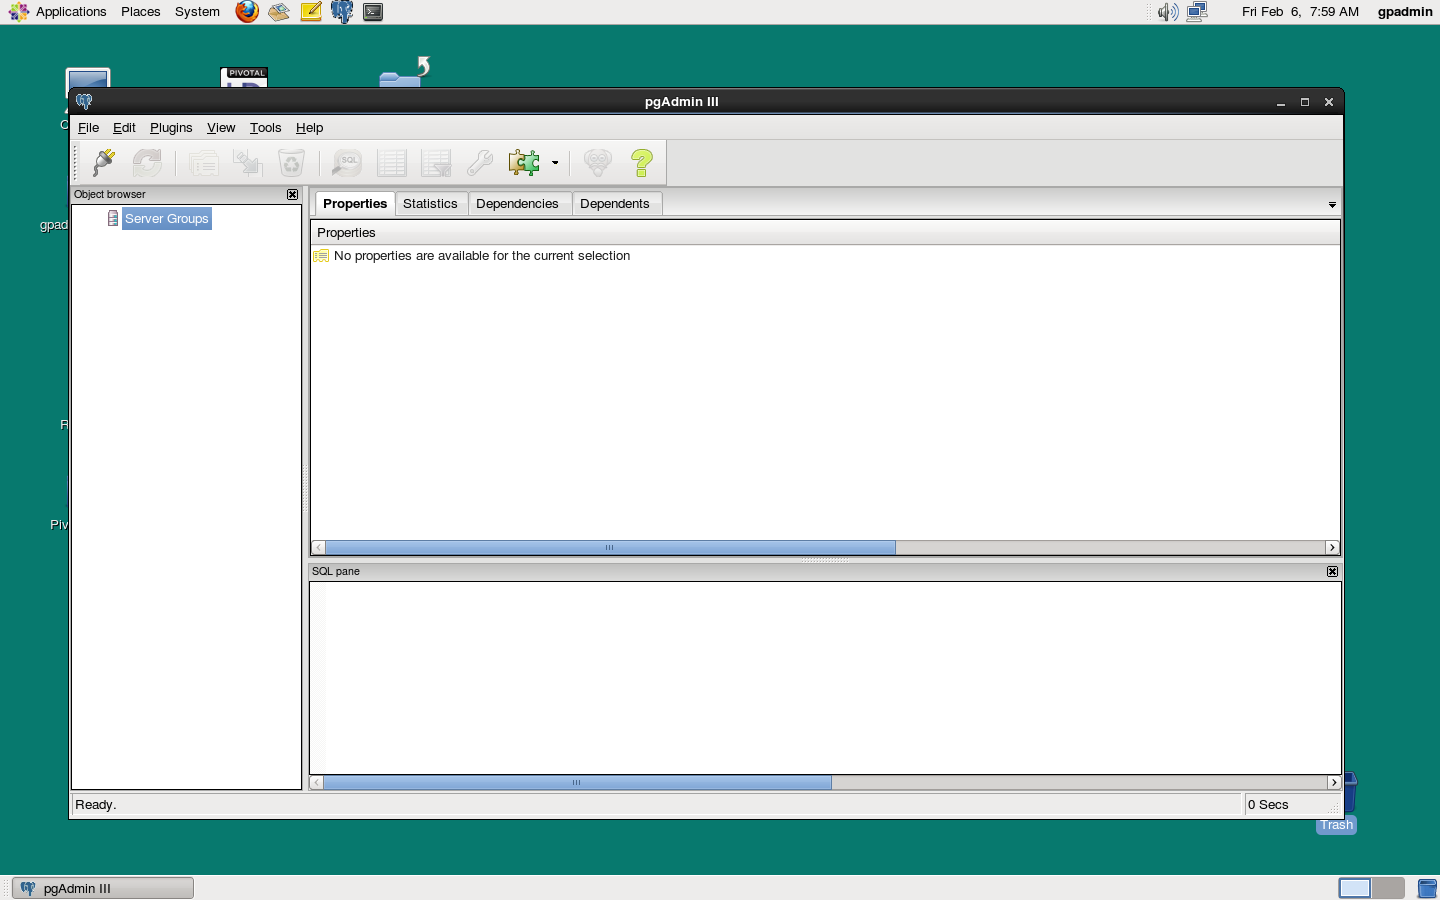 Applications Places System Fri Feb 6, 7:59 AM gpadmin
PIVOTAL
pgAdmin III
File Edit Plugins View Tools Help
SQL
Object browser
Server Groups
Properties Statistics Dependencies Dependents
Properties
No properties are available for the current selection
SQL pane
Ready. 0 Secs
gpad
R
Piv
Trash
pgAdmin III